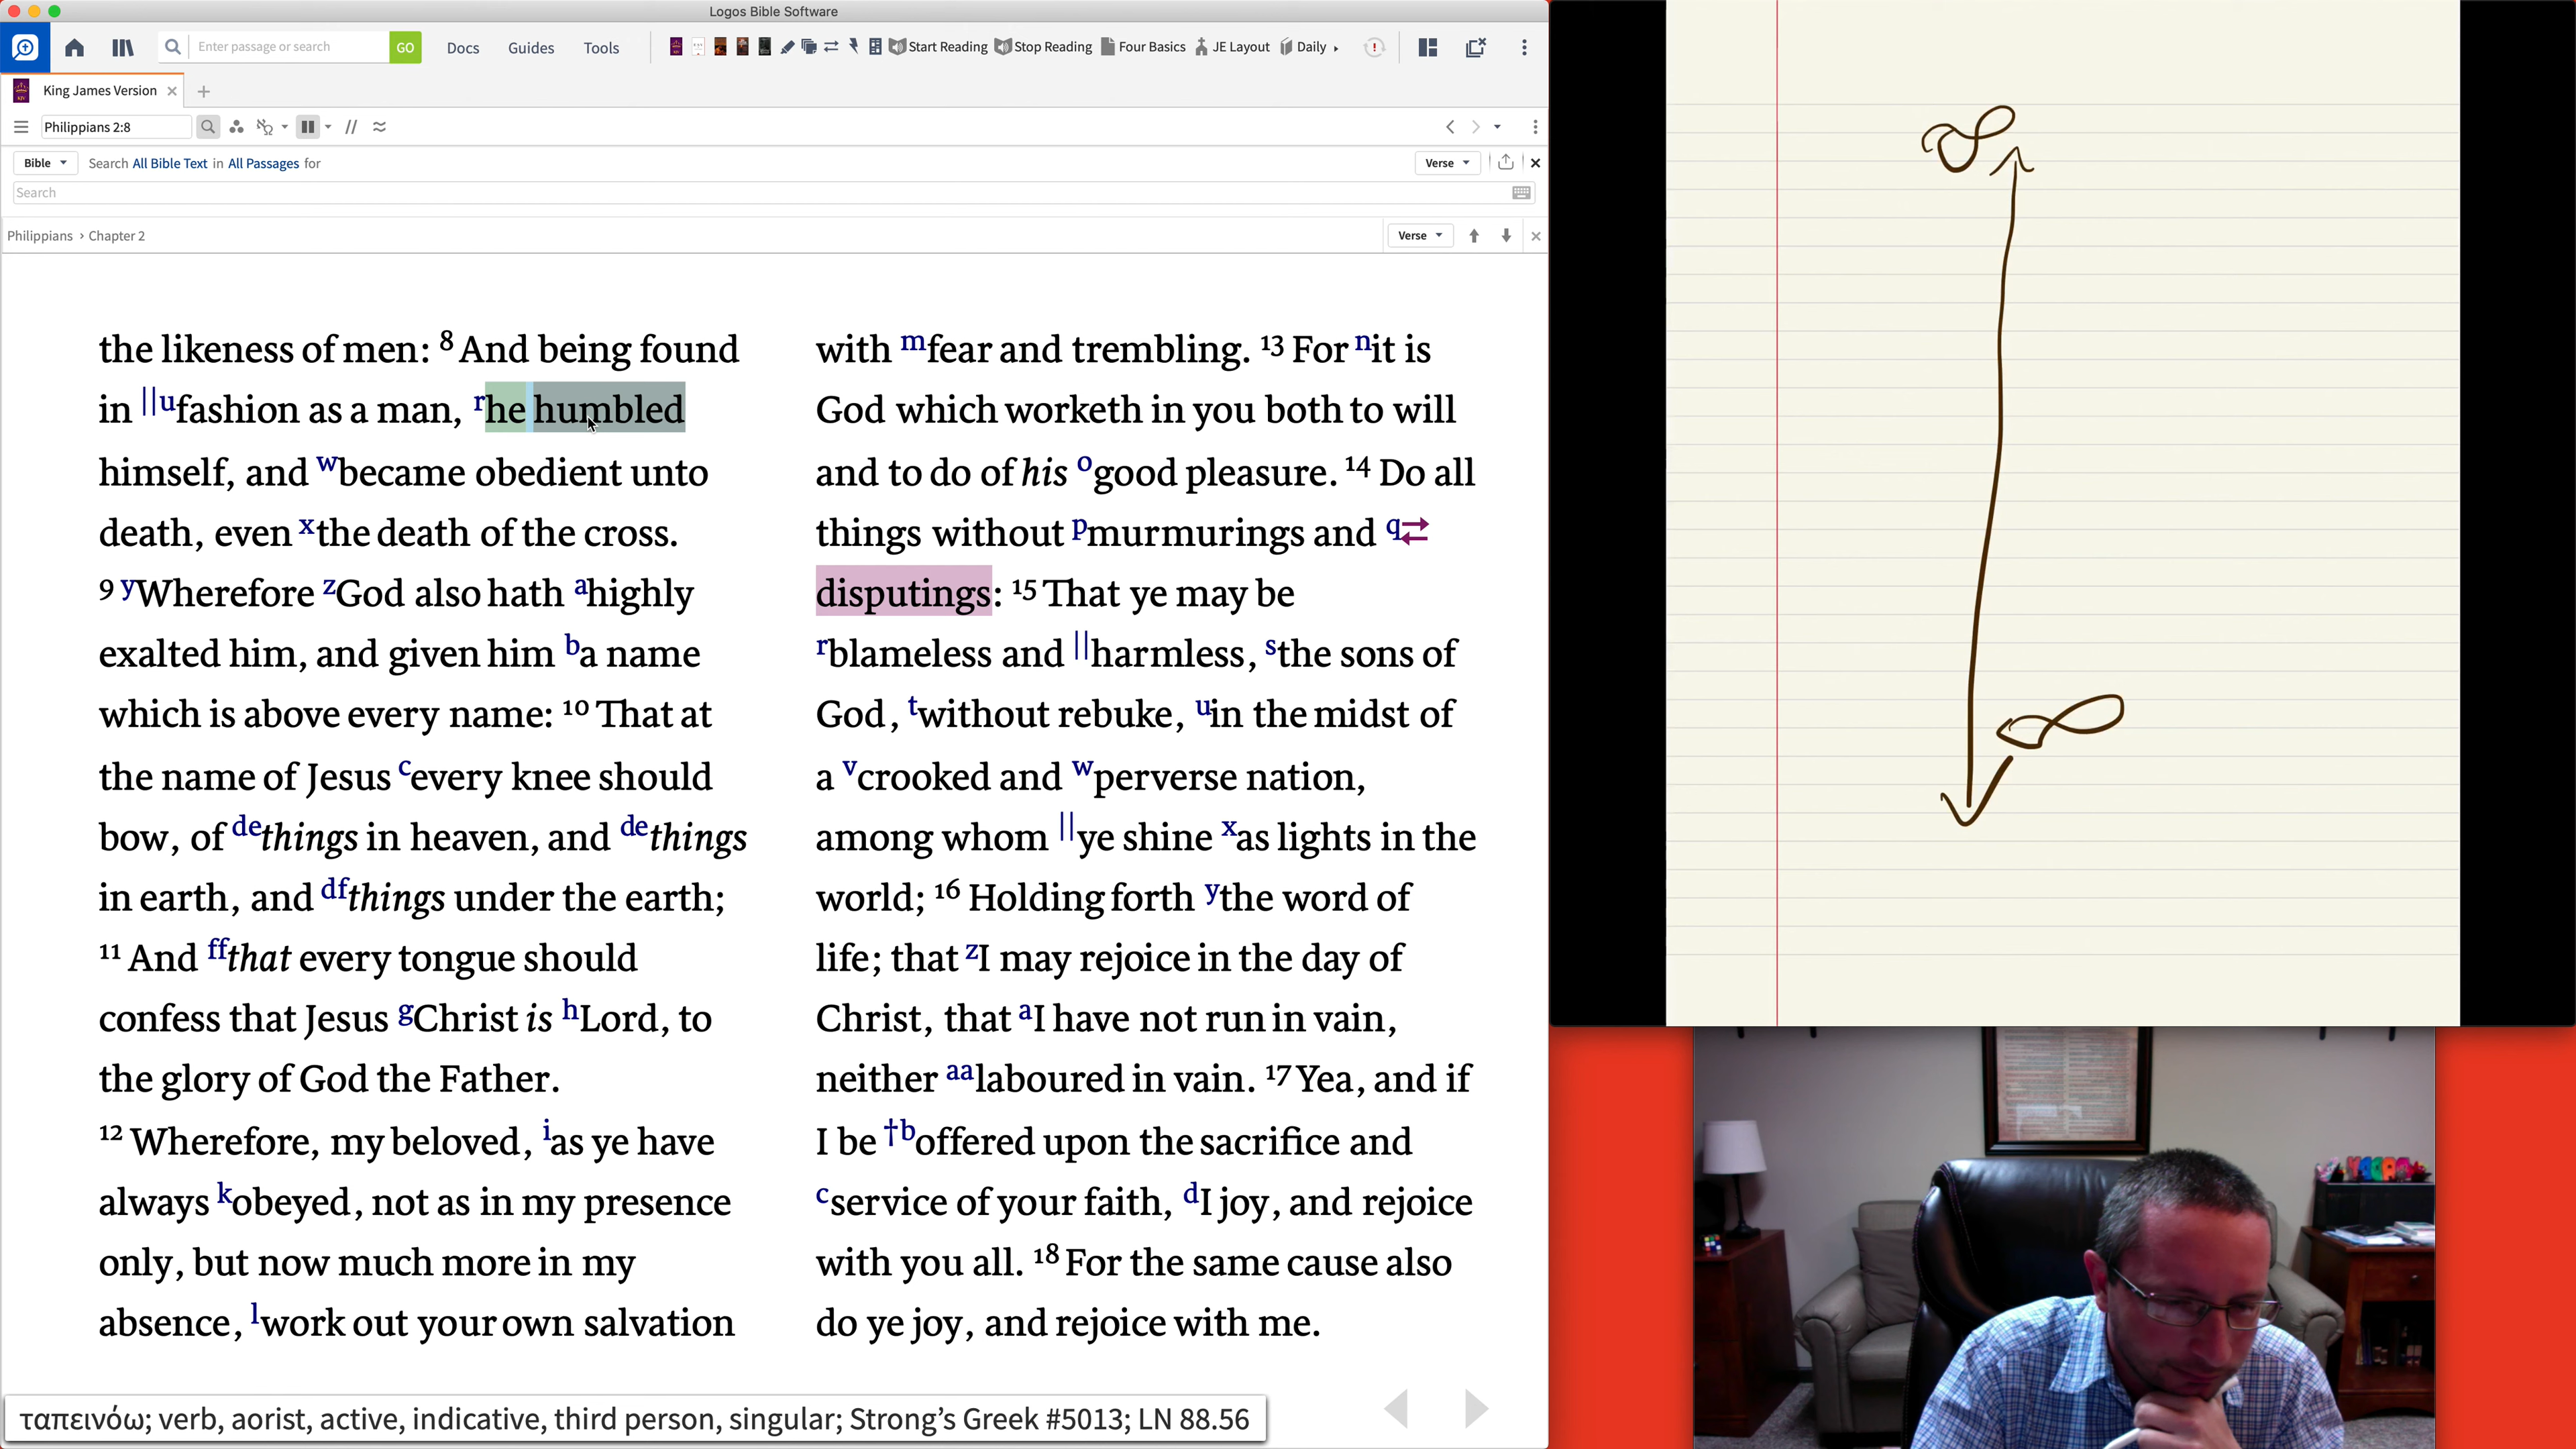 Logos Bible Software
Enter passage or search
GO
Docs
Guides
Tools
Start Reading
Stop Reading
Four Basics
JE Layout
Daily
King James Version
Philippians 2:8
Bible
Search All Bible Text in All Passages for
Verse
Search
Philippians › Chapter 2
Verse
the likeness of men: 8 And being found
in ||ufashion as a man, rhe humbled
himself, and wbecame obedient unto
death, even xthe death of the cross.
9 yWherefore zGod also hath ahighly
exalted him, and given him ba name
which is above every name: 10 That at
the name of Jesus cevery knee should
bow, of dethings in heaven, and dethings
in earth, and dfthings under the earth;
11 And ffthat every tongue should
confess that Jesus gChrist is hLord, to
the glory of God the Father.
12 Wherefore, my beloved, ias ye have
always kobeyed, not as in my presence
only, but now much more in my
absence, lwork out your own salvation
with mfear and trembling. 13 For nit is
God which worketh in you both to will
and to do of his ogood pleasure. 14 Do all
things without pmurmurings and q
disputings: 15 That ye may be
rblameless and ||harmless, sthe sons of
God, twithout rebuke, uin the midst of
a vcrooked and wperverse nation,
among whom ||ye shine xas lights in the
world; 16 Holding forth ythe word of
life; that zI may rejoice in the day of
Christ, that aI have not run in vain,
neither aalaboured in vain. 17 Yea, and if
I be †boffered upon the sacrifice and
cservice of your faith, dI joy, and rejoice
with you all. 18 For the same cause also
do ye joy, and rejoice with me.
ταπεινόω; verb, aorist, active, indicative, third person, singular; Strong's Greek #5013; LN 88.56